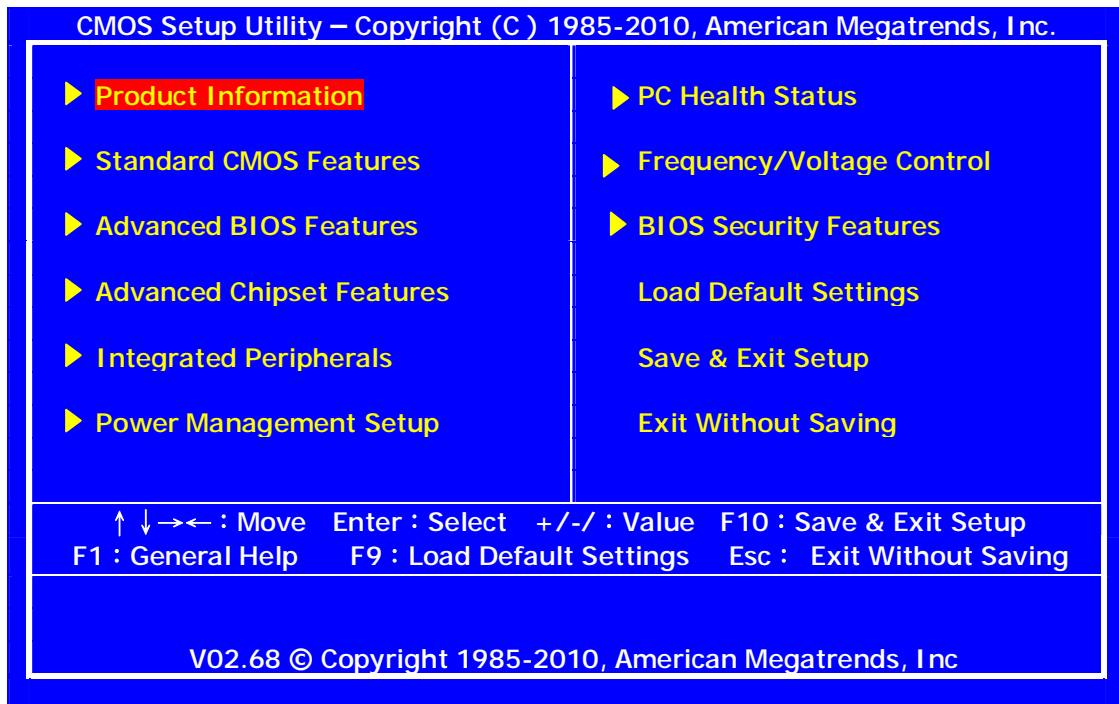 CMOS Setup Utility – Copyright (C ) 1985-2010, American Megatrends, Inc.
Product Information
Standard CMOS Features
Advanced BIOS Features
Advanced Chipset Features
Integrated Peripherals
Power Management Setup
PC Health Status
Frequency/Voltage Control
BIOS Security Features
Load Default Settings
Save & Exit Setup
Exit Without Saving
↑ ↓→← : Move Enter : Select +/-/ : Value F10 : Save & Exit Setup
F1 : General Help F9 : Load Default Settings Esc : Exit Without Saving
V02.68 © Copyright 1985-2010, American Megatrends, Inc